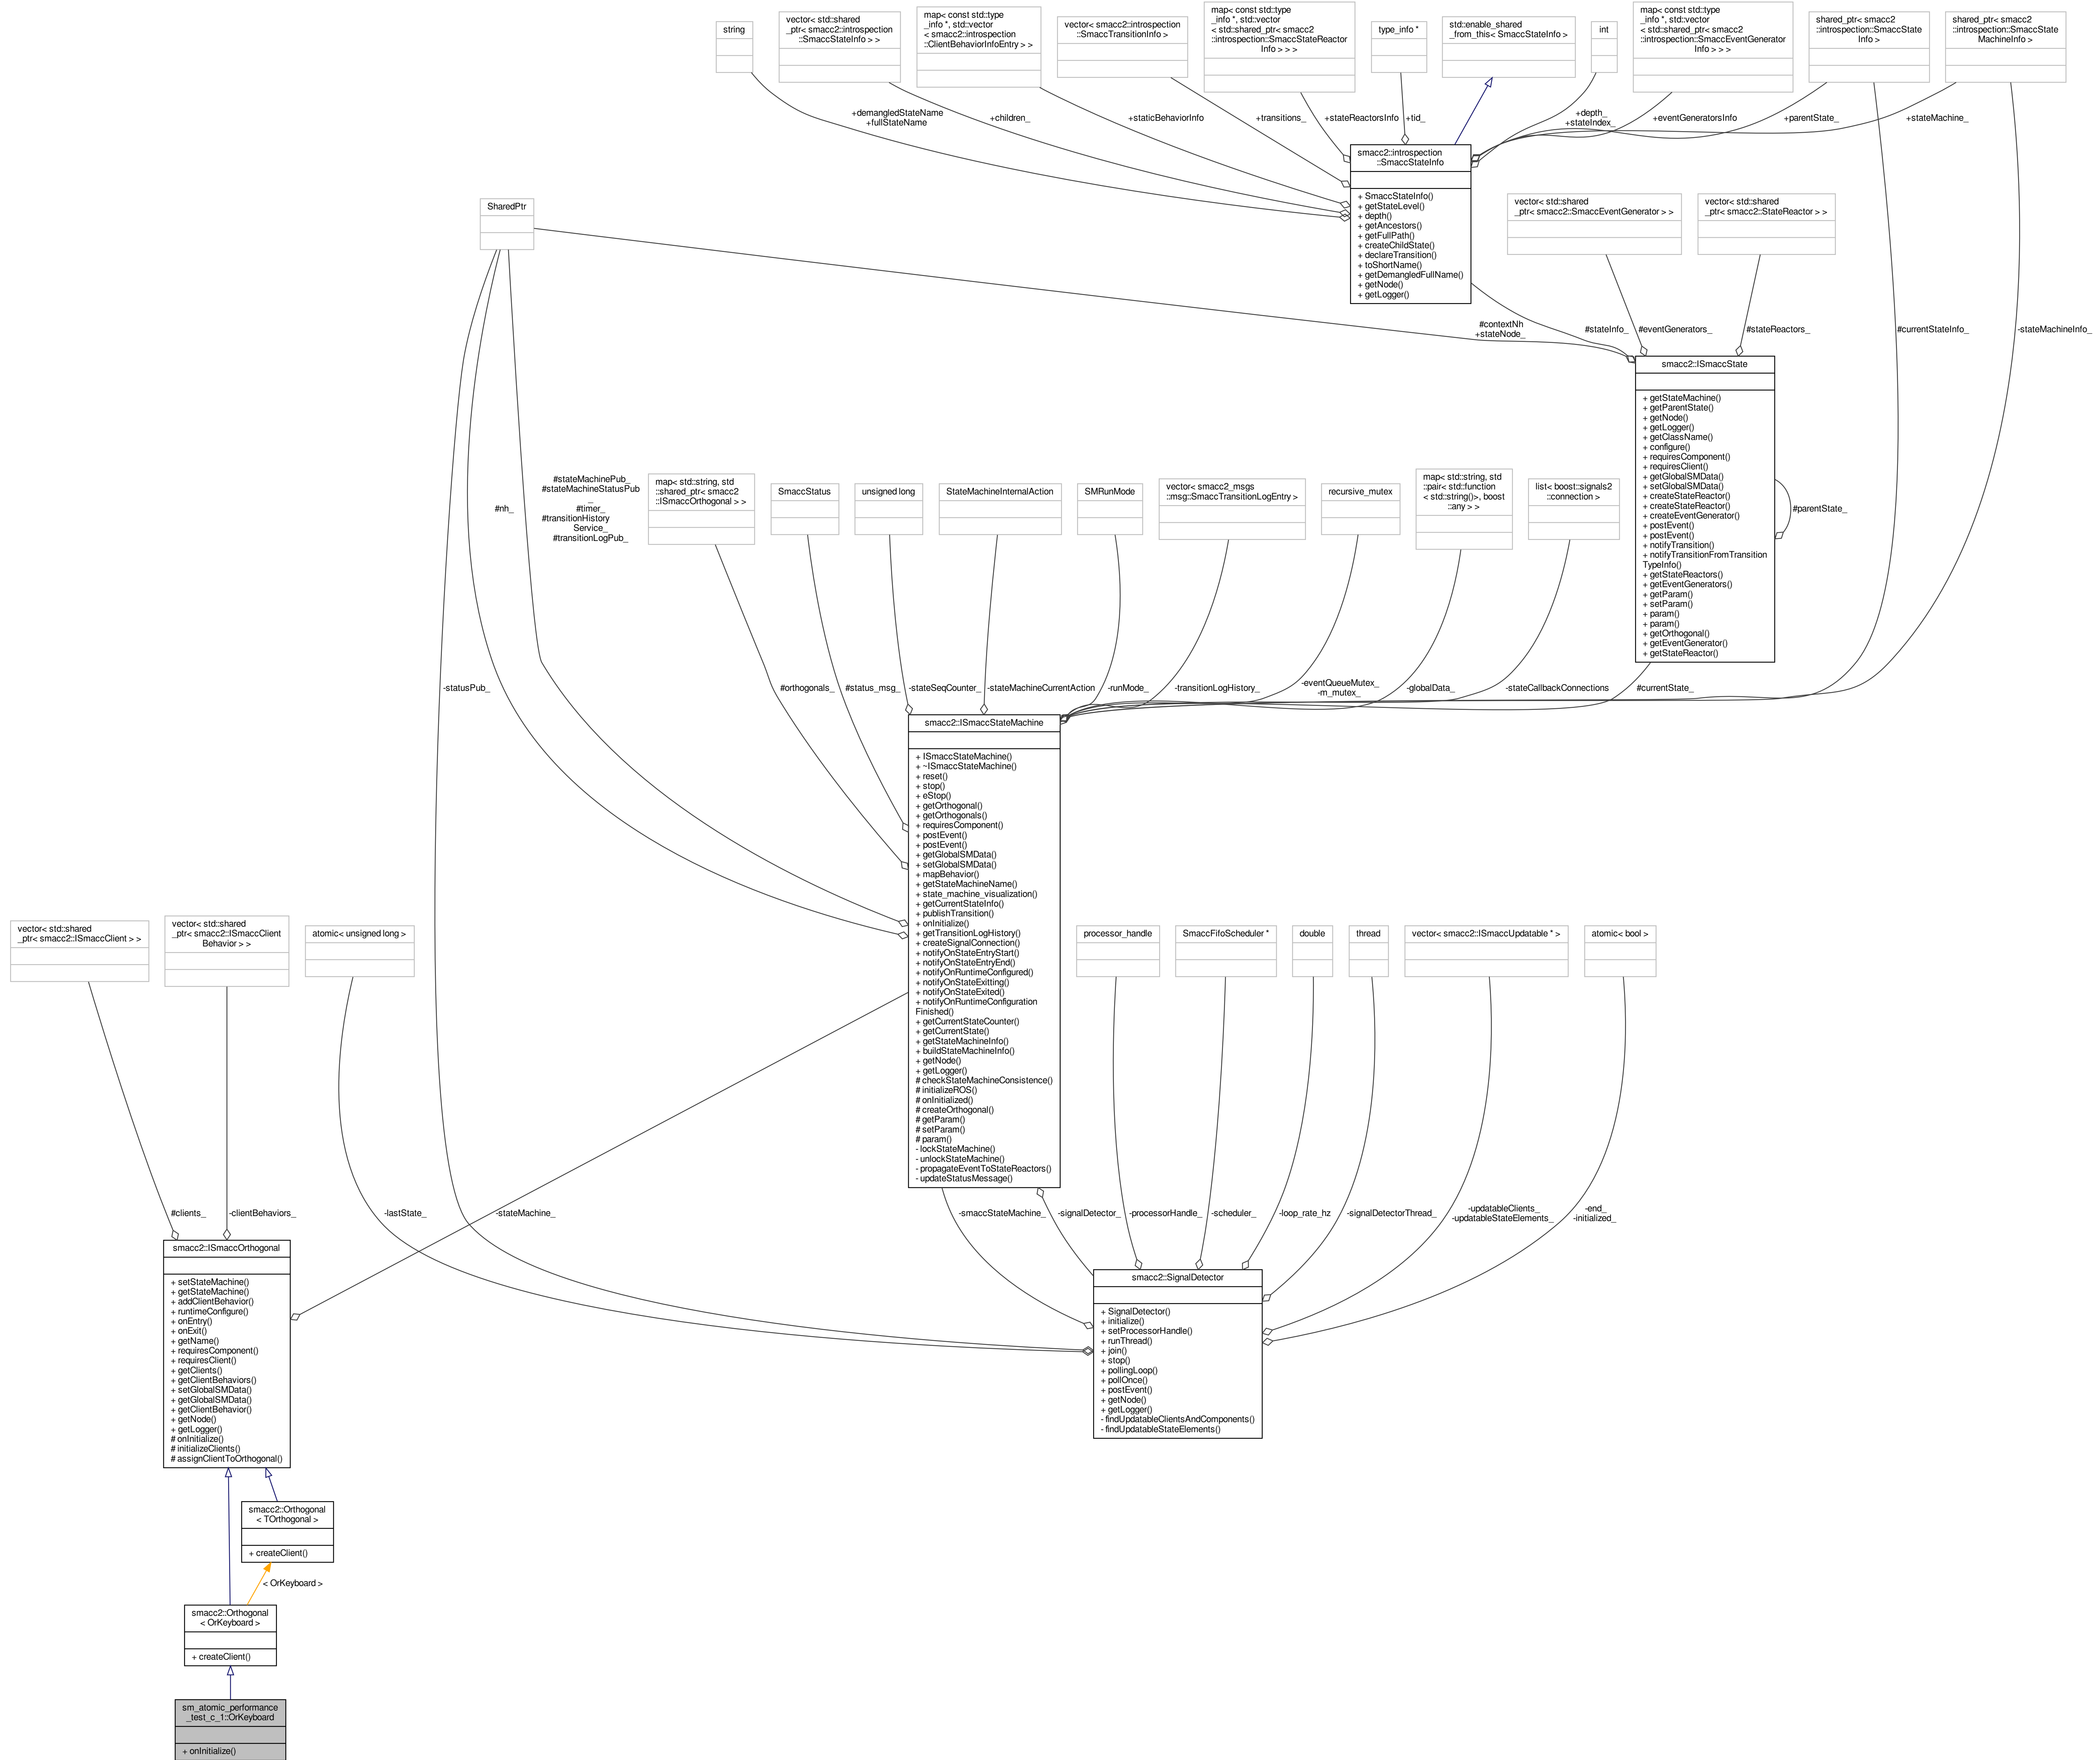 string
vector< std::shared
_ptr< smacc2::introspection
::SmaccStateInfo > >
map< const std::type
_info *, std::vector
< smacc2::introspection
::ClientBehaviorInfoEntry > >
vector< smacc2::introspection
::SmaccTransitionInfo >
map< const std::type
_info *, std::vector
< std::shared_ptr< smacc2
::introspection::SmaccStateReactor
Info > > >
type_info *
std::enable_shared
_from_this< SmaccStateInfo >
int
map< const std::type
_info *, std::vector
< std::shared_ptr< smacc2
::introspection::SmaccEventGenerator
Info > > >
shared_ptr< smacc2
::introspection::SmaccState
Info >
shared_ptr< smacc2
::introspection::SmaccState
MachineInfo >
+demangledStateName
+fullStateName
+children_
+staticBehaviorInfo
+transitions_
+stateReactorsInfo
+tid_
+depth_
+stateIndex_
+eventGeneratorsInfo
+parentState_
+stateMachine_
smacc2::introspection
::SmaccStateInfo
+ SmaccStateInfo()
+ getStateLevel()
+ depth()
+ getAncestors()
+ getFullPath()
+ createChildState()
+ declareTransition()
+ toShortName()
+ getDemangledFullName()
+ getNode()
+ getLogger()
SharedPtr
vector< std::shared
_ptr< smacc2::SmaccEventGenerator > >
vector< std::shared
_ptr< smacc2::StateReactor > >
#contextNh
+stateNode_
#stateInfo_
#eventGenerators_
#stateReactors_
#currentStateInfo_
-stateMachineInfo_
smacc2::ISmaccState
+ getStateMachine()
+ getParentState()
+ getNode()
+ getLogger()
+ getClassName()
+ configure()
+ requiresComponent()
+ requiresClient()
+ getGlobalSMData()
+ setGlobalSMData()
+ createStateReactor()
+ createStateReactor()
+ createEventGenerator()
+ postEvent()
+ postEvent()
+ notifyTransition()
+ notifyTransitionFromTransition
TypeInfo()
+ getStateReactors()
+ getEventGenerators()
+ getParam()
+ setParam()
+ param()
+ param()
+ getOrthogonal()
+ getEventGenerator()
+ getStateReactor()
#parentState_
#nh_
#stateMachinePub_
#stateMachineStatusPub
_
#timer_
#transitionHistory
Service_
#transitionLogPub_
map< std::string, std
::shared_ptr< smacc2
::ISmaccOrthogonal > >
SmaccStatus
unsigned long
StateMachineInternalAction
SMRunMode
vector< smacc2_msgs
::msg::SmaccTransitionLogEntry >
recursive_mutex
map< std::string, std
::pair< std::function
< std::string()>, boost
::any > >
list< boost::signals2
::connection >
-statusPub_
#orthogonals_
#status_msg_
-stateSeqCounter_
-stateMachineCurrentAction
-runMode_
-transitionLogHistory_
-eventQueueMutex_
-m_mutex_
-globalData_
-stateCallbackConnections
#currentState_
smacc2::ISmaccStateMachine
+ ISmaccStateMachine()
+ ~ISmaccStateMachine()
+ reset()
+ stop()
+ eStop()
+ getOrthogonal()
+ getOrthogonals()
+ requiresComponent()
+ postEvent()
+ postEvent()
+ getGlobalSMData()
+ setGlobalSMData()
+ mapBehavior()
+ getStateMachineName()
+ state_machine_visualization()
+ getCurrentStateInfo()
+ publishTransition()
+ onInitialize()
+ getTransitionLogHistory()
+ createSignalConnection()
+ notifyOnStateEntryStart()
+ notifyOnStateEntryEnd()
+ notifyOnRuntimeConfigured()
+ notifyOnStateExitting()
+ notifyOnStateExited()
+ notifyOnRuntimeConfiguration
Finished()
+ getCurrentStateCounter()
+ getCurrentState()
+ getStateMachineInfo()
+ buildStateMachineInfo()
+ getNode()
+ getLogger()
# checkStateMachineConsistence()
# initializeROS()
# onInitialized()
# createOrthogonal()
# getParam()
# setParam()
# param()
- lockStateMachine()
- unlockStateMachine()
- propagateEventToStateReactors()
- updateStatusMessage()
vector< std::shared
_ptr< smacc2::ISmaccClient > >
vector< std::shared
_ptr< smacc2::ISmaccClient
Behavior > >
atomic< unsigned long >
processor_handle
SmaccFifoScheduler *
double
thread
vector< smacc2::ISmaccUpdatable * >
atomic< bool >
#clients_
-clientBehaviors_
-lastState_
-stateMachine_
-smaccStateMachine_
-signalDetector_
-processorHandle_
-scheduler_
-loop_rate_hz
-signalDetectorThread_
-updatableClients_
-updatableStateElements_
-end_
-initialized_
smacc2::ISmaccOrthogonal
+ setStateMachine()
+ getStateMachine()
+ addClientBehavior()
+ runtimeConfigure()
+ onEntry()
+ onExit()
+ getName()
+ requiresComponent()
+ requiresClient()
+ getClients()
+ getClientBehaviors()
+ setGlobalSMData()
+ getGlobalSMData()
+ getClientBehavior()
+ getNode()
+ getLogger()
# onInitialize()
# initializeClients()
# assignClientToOrthogonal()
smacc2::SignalDetector
+ SignalDetector()
+ initialize()
+ setProcessorHandle()
+ runThread()
+ join()
+ stop()
+ pollingLoop()
+ pollOnce()
+ postEvent()
+ getNode()
+ getLogger()
- findUpdatableClientsAndComponents()
- findUpdatableStateElements()
smacc2::Orthogonal
< TOrthogonal >
+ createClient()
< OrKeyboard >
smacc2::Orthogonal
< OrKeyboard >
+ createClient()
sm_atomic_performance
_test_c_1::OrKeyboard
+ onInitialize()